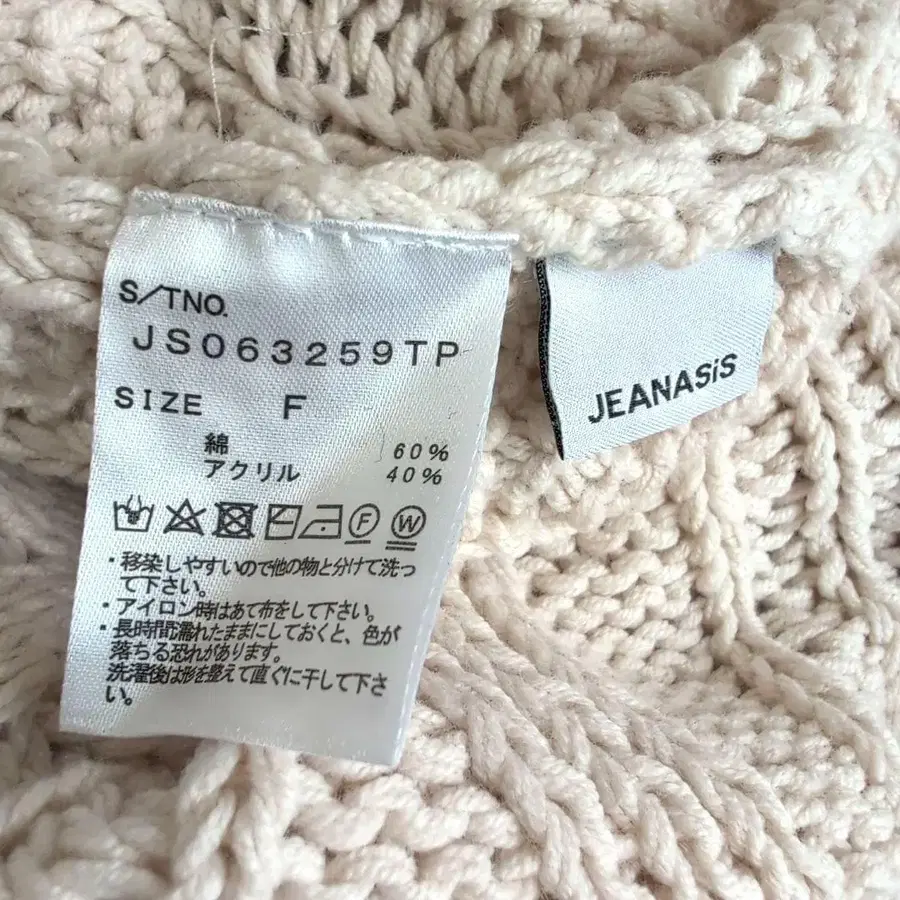 S/TNO.
JS063259TP
SIZE F
綿 60%
アクリル 40%
F W
・移染しやすいので他の物と分けて洗っ
て下さい。
・アイロン時はあて布をして下さい。
・長時間濡れたままにしておくと、色が
落ちる恐れがあります。
洗濯後は形を整えて直ぐに干して下さ
い。
JEANASiS